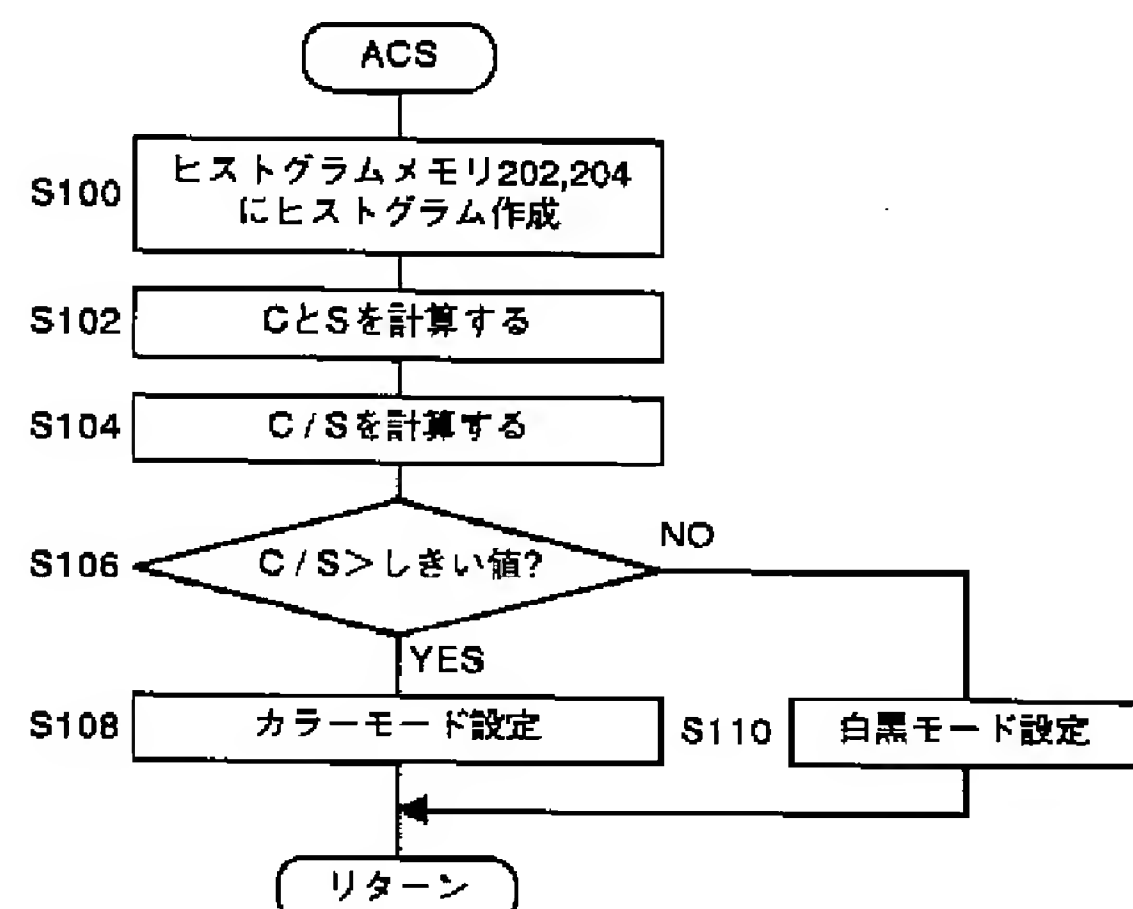 ACS
S100
ヒストグラムメモリ202,204
にヒストグラム作成
S102
CとSを計算する
S104
C/Sを計算する
S106
C/S>しきい値?
NO
YES
S108
カラーモード設定
S110
白黒モード設定
リターン